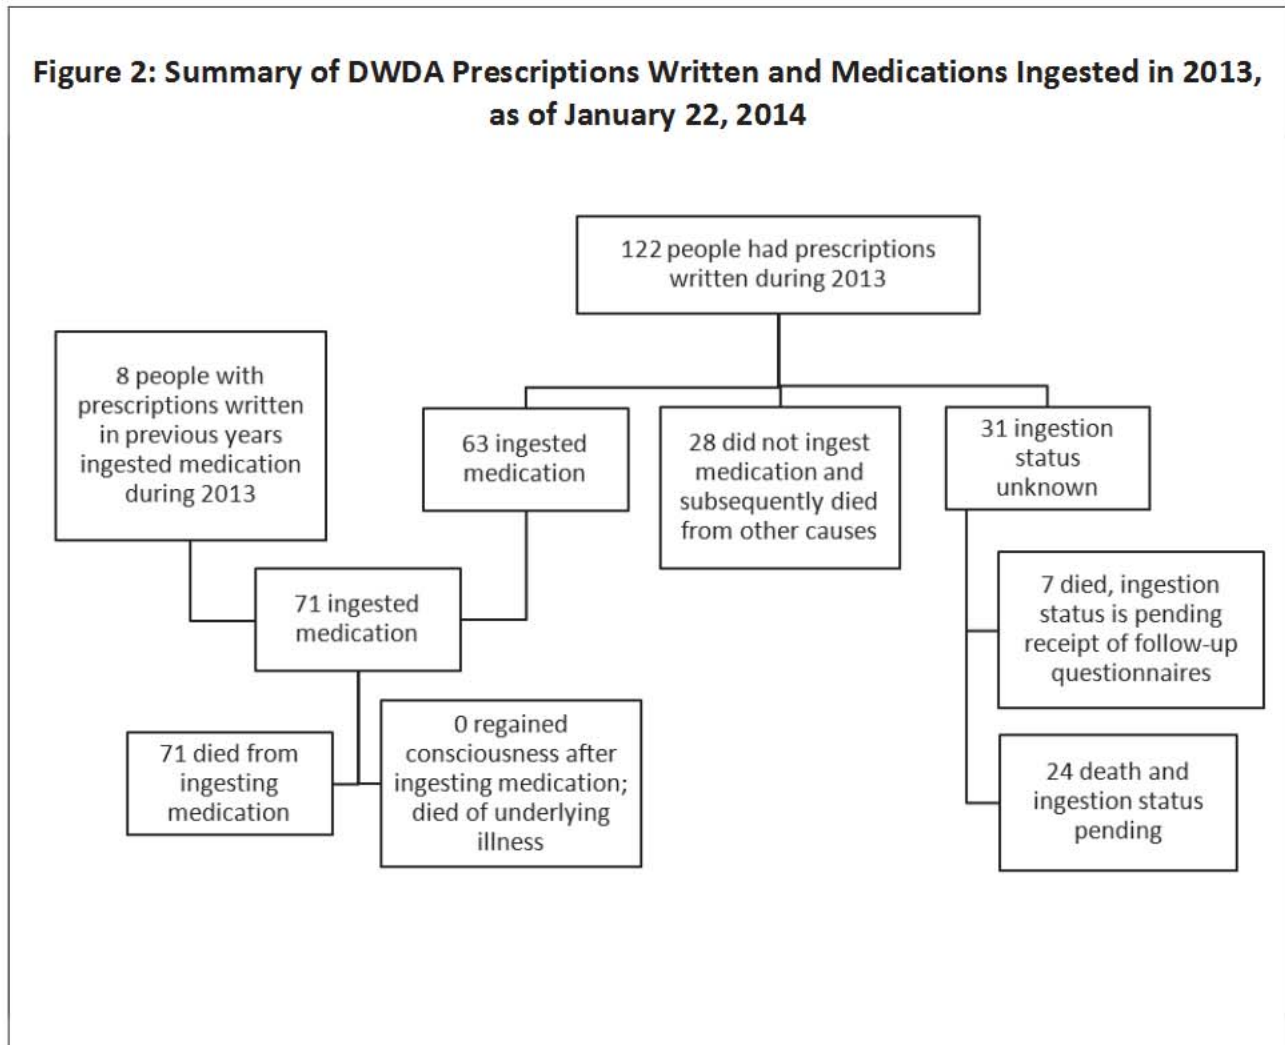 Figure 2: Summary of DWDA Prescriptions Written and Medications Ingested in 2013,
as of January 22, 2014
122 people had prescriptions
written during 2013
8 people with
prescriptions written
in previous years
ingested medication
during 2013
63 ingested
medication
28 did not ingest
medication and
subsequently died
from other causes
31 ingestion
status
unknown
71 ingested
medication
7 died, ingestion
status is pending
receipt of follow-up
questionnaires
71 died from
ingesting
medication
0 regained
consciousness after
ingesting medication;
died of underlying
illness
24 death and
ingestion status
pending